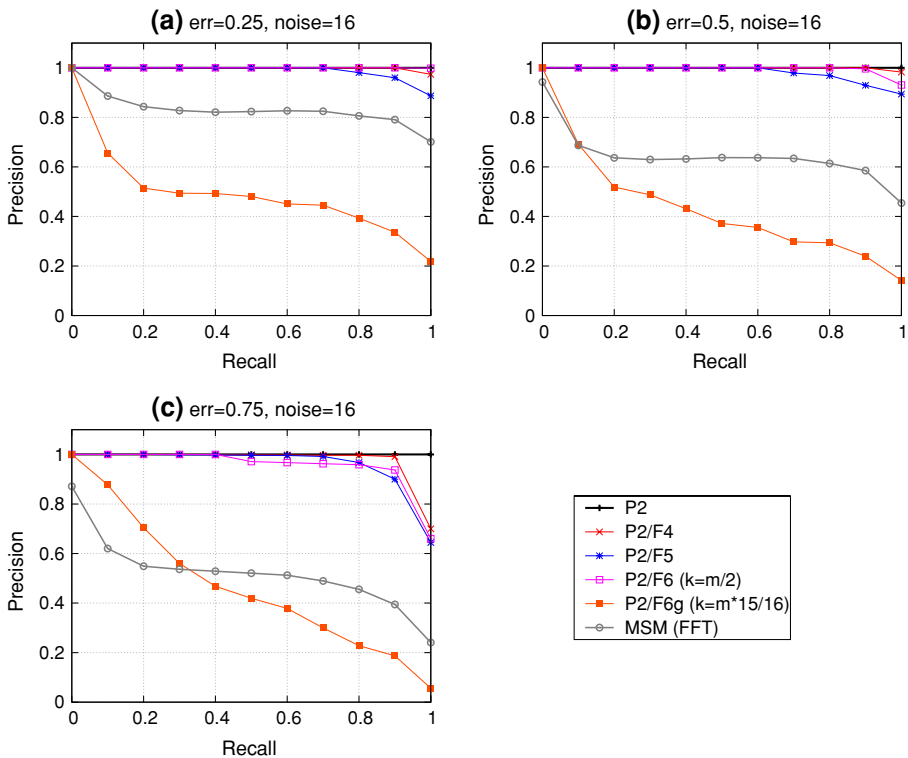 (a) err=0.25, noise=16
1
0.8
0.6
0.4
0.2
0
Precision
0 0.2 0.4 0.6 0.8 1
Recall
(b) err=0.5, noise=16
1
0.8
0.6
0.4
0.2
0
Precision
0 0.2 0.4 0.6 0.8 1
Recall
(c) err=0.75, noise=16
1
0.8
0.6
0.4
0.2
0
Precision
0 0.2 0.4 0.6 0.8 1
Recall
P2
P2/F4
P2/F5
P2/F6 (k=m/2)
P2/F6g (k=m*15/16)
MSM (FFT)